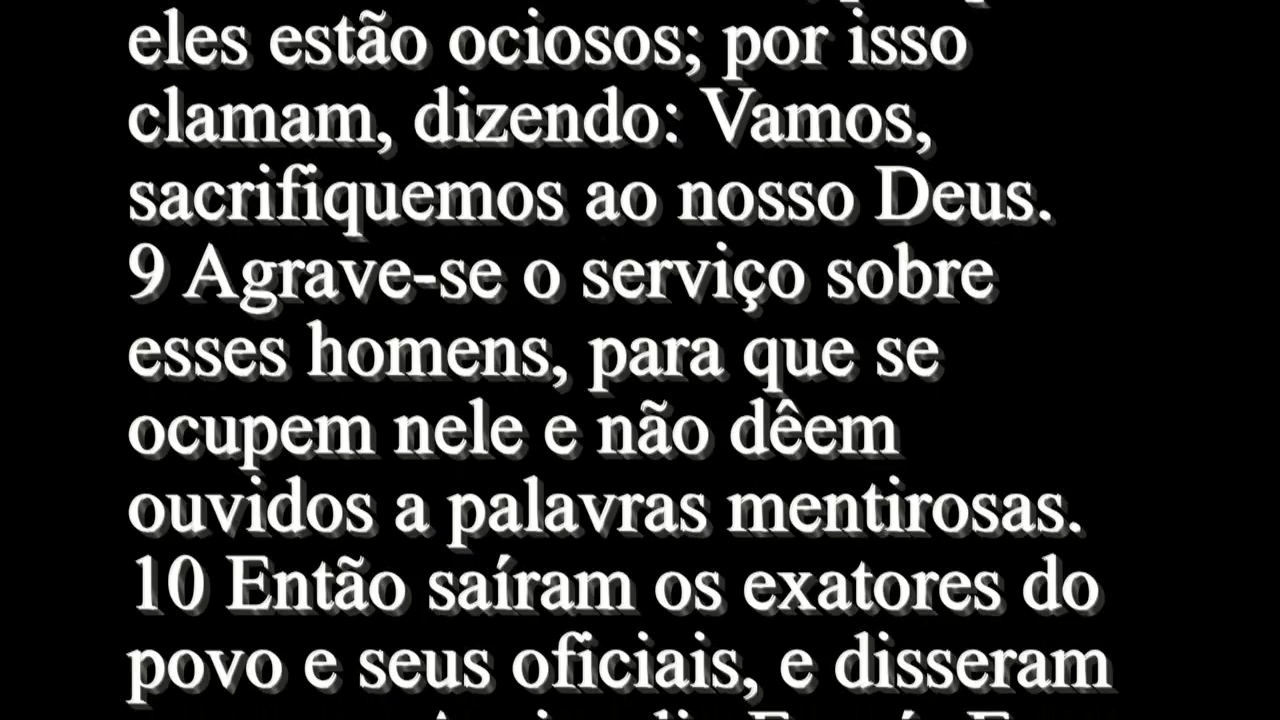 eles estão ociosos; por isso
clamam, dizendo: Vamos,
sacrifiquemos ao nosso Deus.
9 Agrave-se o serviço sobre
esses homens, para que se
ocupem nele e não dêem
ouvidos a palavras mentirosas.
10 Então saíram os exatores do
povo e seus oficiais, e disseram